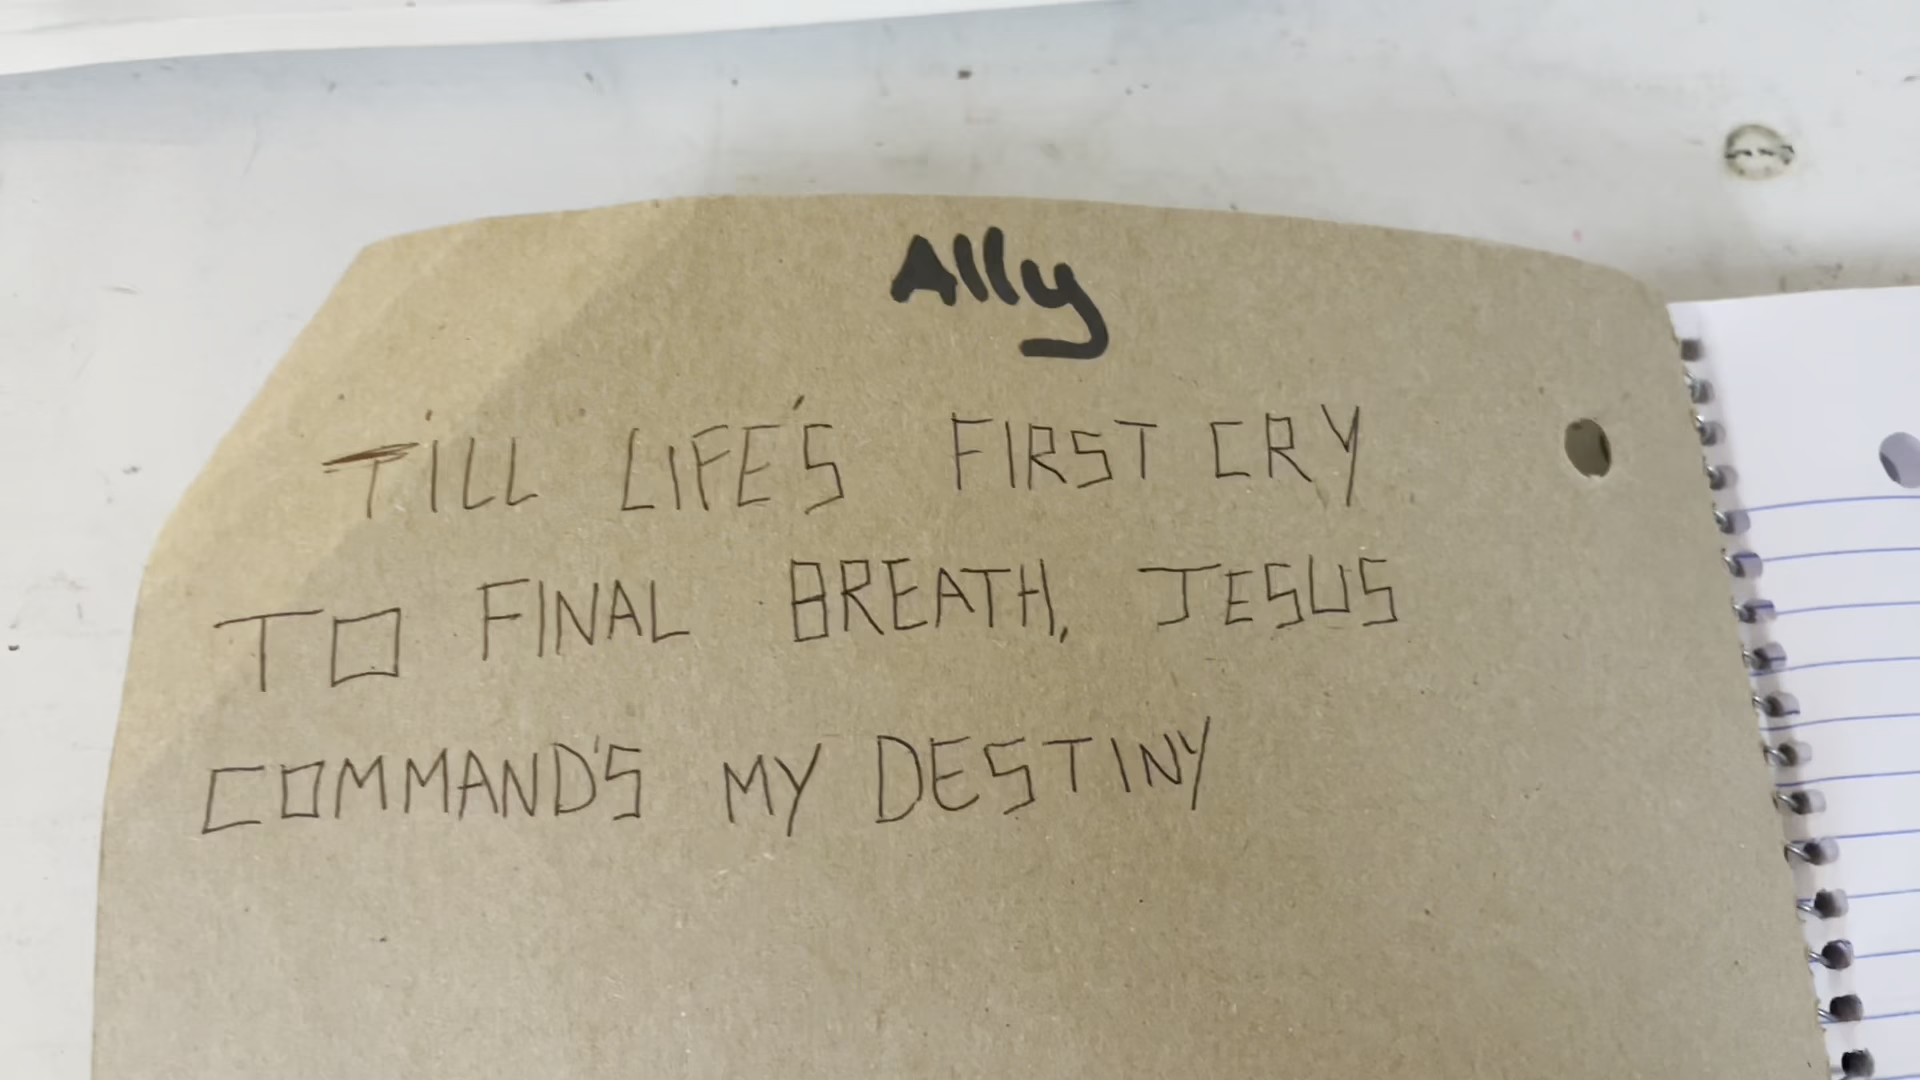 Ally
TILL LIFE'S FIRST CRY
TO FINAL BREATH, JESUS
COMMAND'S MY DESTINY